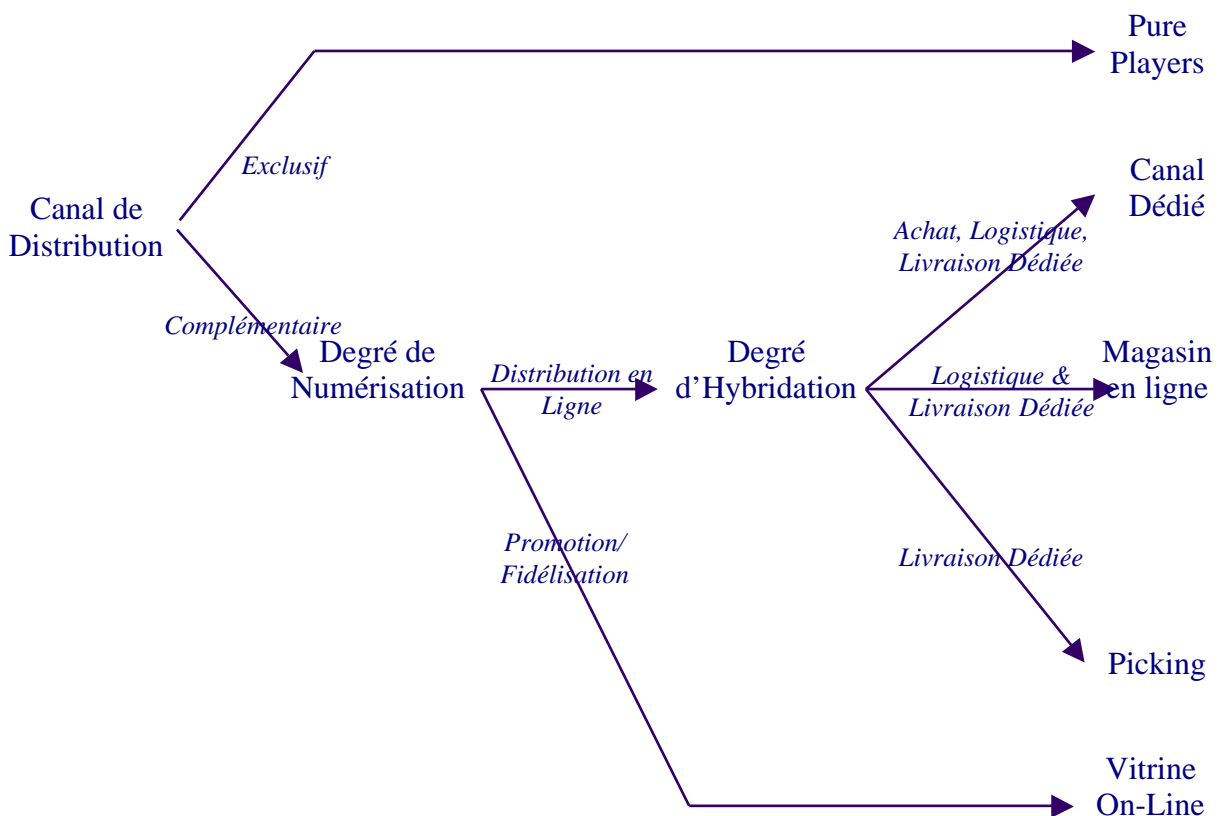 Pure
Players
Exclusif
Canal
Dédié
Canal de
Distribution
Achat, Logistique,
Livraison Dédiée
Complémentaire
Degré de
Numérisation
Distribution en
Ligne
Degré
d’Hybridation
Logistique &
Livraison Dédiée
Magasin
en ligne
Promotion/
Fidélisation
Livraison Dédiée
Picking
Vitrine
On-Line